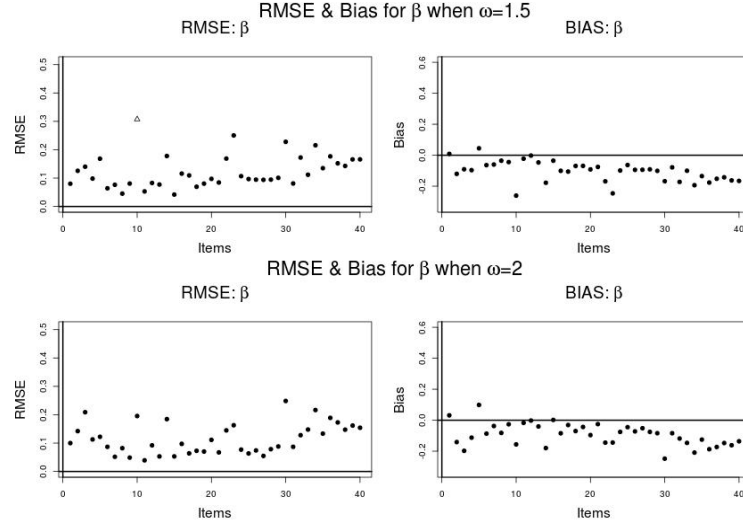 RMSE & Bias for β when ω=1.5
RMSE: β
BIAS: β
RMSE
0.0 0.1 0.2 0.3 0.4 0.5
0 10 20 30 40
Items
Bias
-0.2 0.0 0.2 0.4 0.6
0 10 20 30 40
Items
RMSE & Bias for β when ω=2
RMSE: β
BIAS: β
RMSE
0.0 0.1 0.2 0.3 0.4 0.5
0 10 20 30 40
Items
Bias
-0.2 0.0 0.2 0.4 0.6
0 10 20 30 40
Items